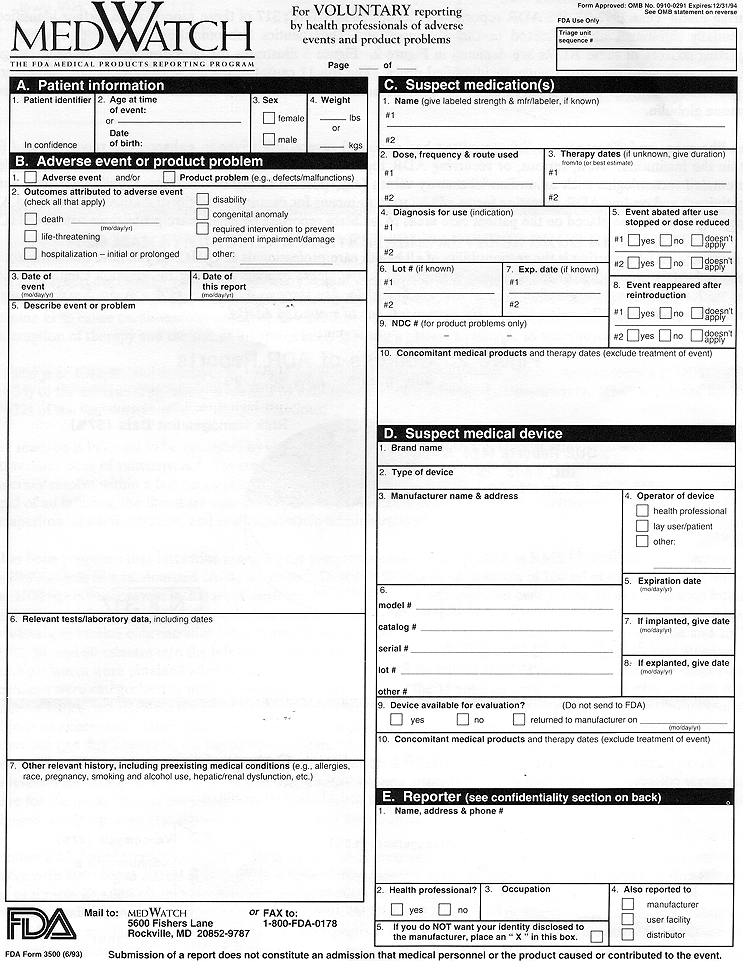 MEDWATCH
THE FDA MEDICAL PRODUCTS REPORTING PROGRAM
For VOLUNTARY reporting
by health professionals of adverse
events and product problems
Page ____ of ____
Form Approved: OMB No. 0910-0291 Expires:12/31/94
See OMB statement on reverse
FDA Use Only
Triage unit
sequence #
A. Patient information
1. Patient identifier
In confidence
2. Age at time
of event:
or
Date
of birth:
3. Sex
female
male
4. Weight
____ lbs
or
____ kgs
B. Adverse event or product problem
1. Adverse event and/or Product problem (e.g., defects/malfunctions)
2. Outcomes attributed to adverse event
(check all that apply)
death
(mo/day/yr)
life-threatening
hospitalization – initial or prolonged
disability
congenital anomaly
required intervention to prevent
permanent impairment/damage
other:
3. Date of
event
(mo/day/yr)
4. Date of
this report
(mo/day/yr)
5. Describe event or problem
6. Relevant tests/laboratory data, including dates
7. Other relevant history, including preexisting medical conditions (e.g., allergies,
race, pregnancy, smoking and alcohol use, hepatic/renal dysfunction, etc.)
C. Suspect medication(s)
1. Name (give labeled strength & mfr/labeler, if known)
#1
#2
2. Dose, frequency & route used
#1
#2
3. Therapy dates (if unknown, give duration)
from/to (or best estimate)
#1
#2
4. Diagnosis for use (indication)
#1
#2
5. Event abated after use
stopped or dose reduced
#1 yes no doesn't
apply
#2 yes no doesn't
apply
6. Lot # (if known)
#1
#2
7. Exp. date (if known)
#1
#2
8. Event reappeared after
reintroduction
#1 yes no doesn't
apply
#2 yes no doesn't
apply
9. NDC # (for product problems only)
– –
10. Concomitant medical products and therapy dates (exclude treatment of event)
D. Suspect medical device
1. Brand name
2. Type of device
3. Manufacturer name & address
4. Operator of device
health professional
lay user/patient
other:
5. Expiration date
(mo/day/yr)
6.
model #
catalog #
serial #
lot #
other #
7. If implanted, give date
(mo/day/yr)
8. If explanted, give date
(mo/day/yr)
9. Device available for evaluation? (Do not send to FDA)
yes no returned to manufacturer on
(mo/day/yr)
10. Concomitant medical products and therapy dates (exclude treatment of event)
E. Reporter (see confidentiality section on back)
1. Name, address & phone #
2. Health professional?
yes no
3. Occupation
4. Also reported to
manufacturer
user facility
distributor
5. If you do NOT want your identity disclosed to
the manufacturer, place an " X " in this box.
FDA
Mail to: MEDWATCH
5600 Fishers Lane
Rockville, MD 20852-9787
or FAX to:
1-800-FDA-0178
FDA Form 3500 (6/93)
Submission of a report does not constitute an admission that medical personnel or the product caused or contributed to the event.